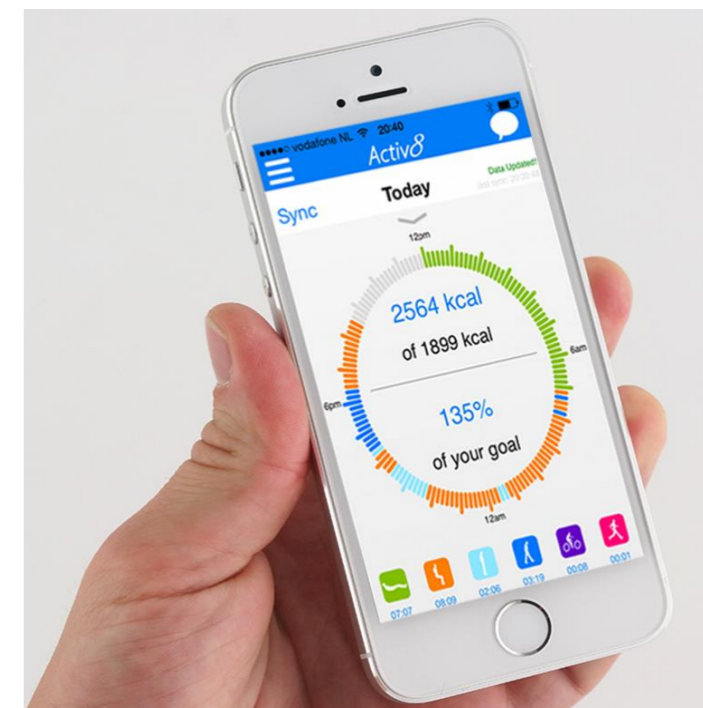 vodafone NL 20:40
Activ8
Sync Today Data Updated!
12pm
2564 kcal
of 1899 kcal
6am
6pm
135%
of your goal
12am
07:07 08:09 02:06 03:19 00:08 00:01